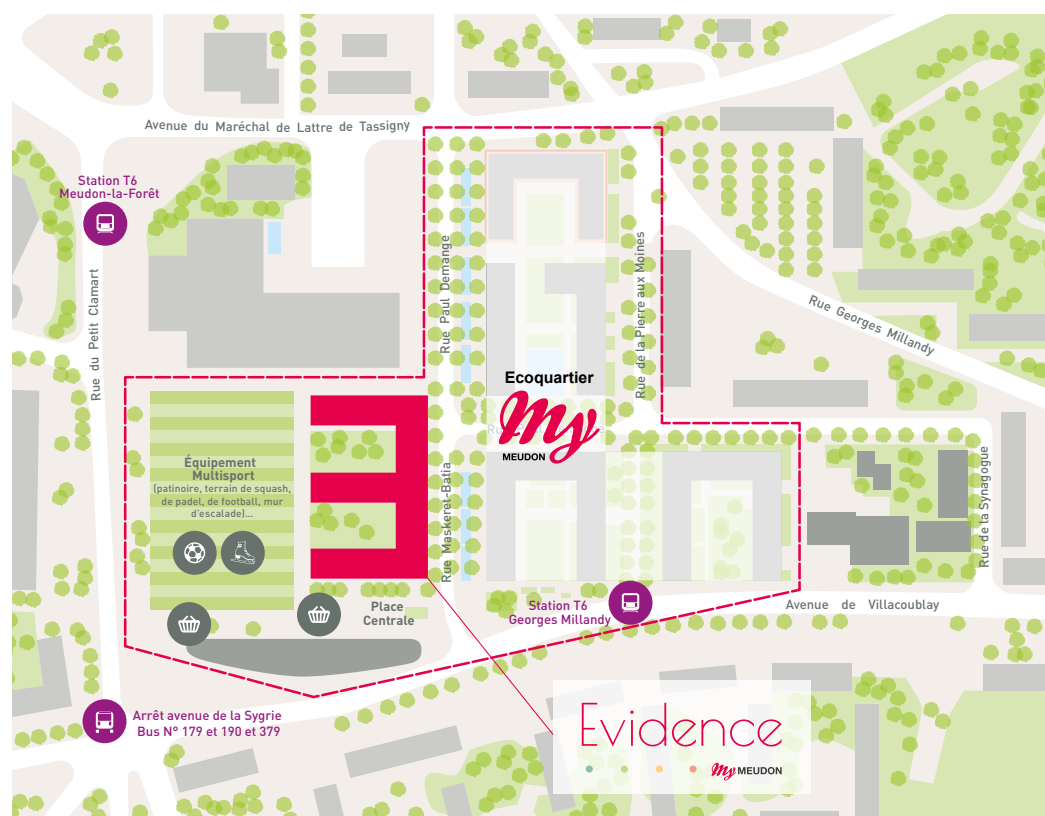 Avenue du Maréchal de Lattre de Tassigny
Station T6
Meudon-la-Forêt
Rue du Petit Clamart
Rue Paul Demange
Rue de la Pierre aux Moines
Rue Georges Millandy
Ecoquartier
My
MEUDON
Équipement
Multisport
(patinoire, terrain de squash,
de padel, de football, mur
d'escalade)...
Rue Maskeret-Batia
Rue de la Synagogue
Place
Centrale
Station T6
Georges Millandy
Avenue de Villacoublay
Arrêt avenue de la Sygrie
Bus N° 179 et 190 et 379
Evidence
My MEUDON